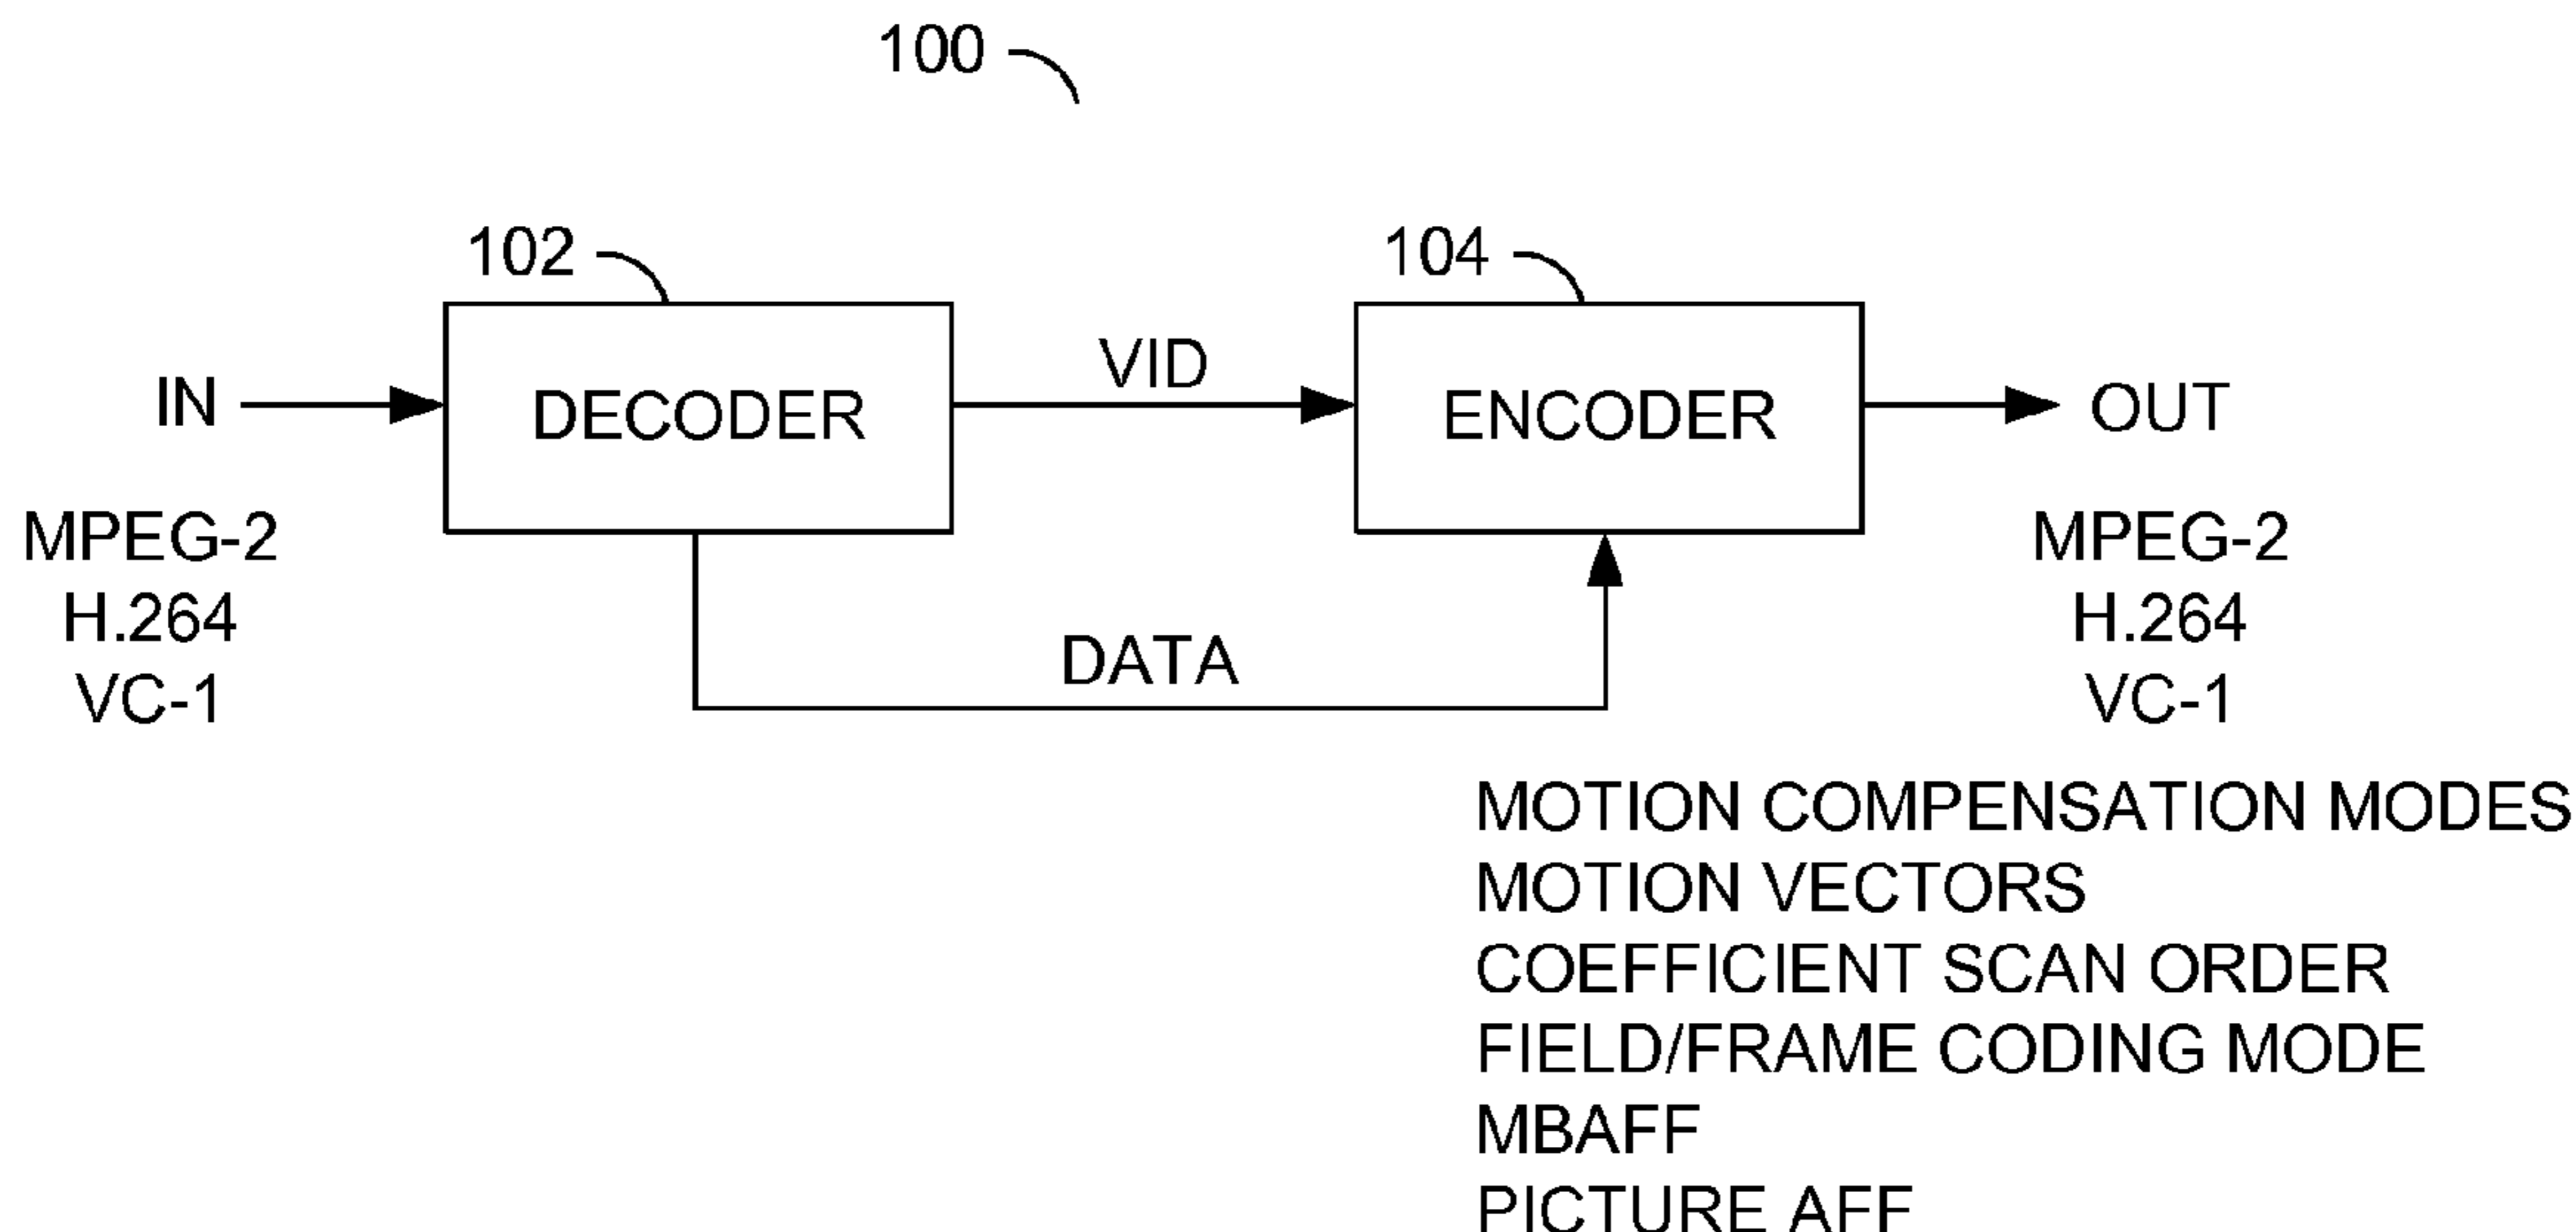 100
102
104
IN
DECODER
VID
ENCODER
OUT
MPEG-2
H.264
VC-1
DATA
MPEG-2
H.264
VC-1
MOTION COMPENSATION MODES
MOTION VECTORS
COEFFICIENT SCAN ORDER
FIELD/FRAME CODING MODE
MBAFF
PICTURE AFF